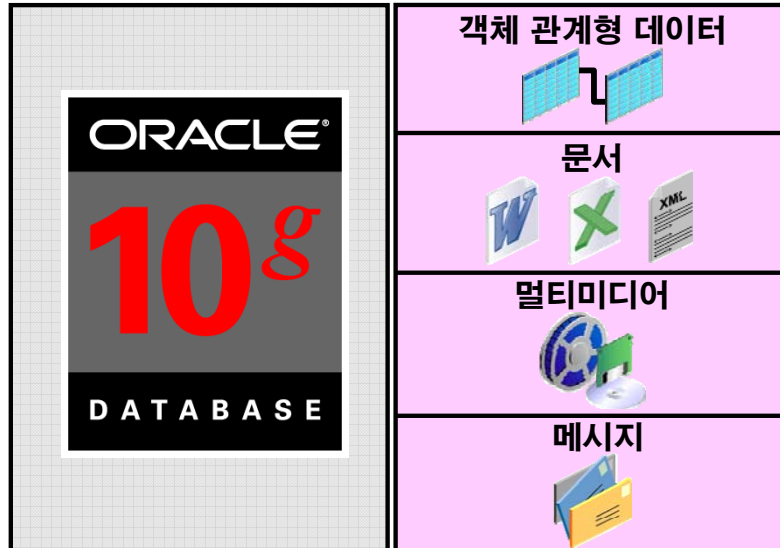 ORACLE®
10g
DATABASE
객체 관계형 데이터
문서
W X XML
멀티미디어
메시지